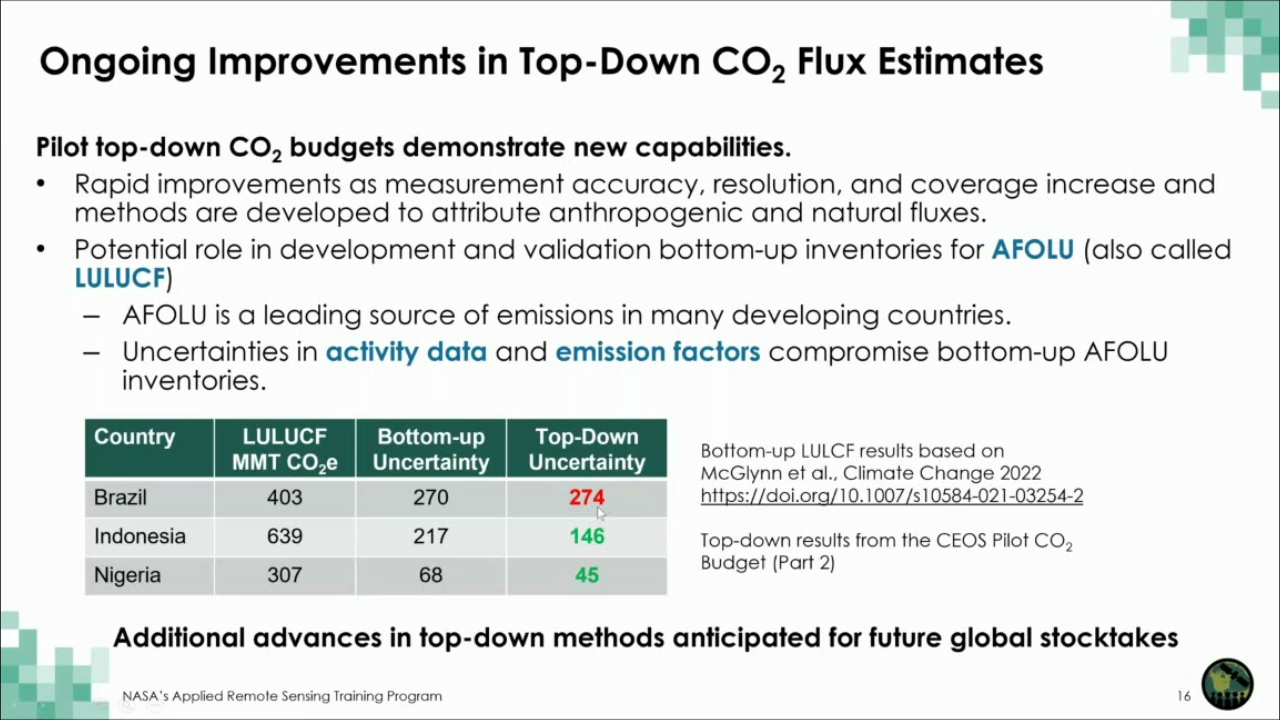 Ongoing Improvements in Top-Down CO₂ Flux Estimates
Pilot top-down CO₂ budgets demonstrate new capabilities.
• Rapid improvements as measurement accuracy, resolution, and coverage increase and
methods are developed to attribute anthropogenic and natural fluxes.
• Potential role in development and validation bottom-up inventories for AFOLU (also called
LULUCF)
– AFOLU is a leading source of emissions in many developing countries.
– Uncertainties in activity data and emission factors compromise bottom-up AFOLU
inventories.
Country LULUCF Bottom-up Top-Down
MMT CO₂e Uncertainty Uncertainty
Brazil 403 270 274
Indonesia 639 217 146
Nigeria 307 68 45
Bottom-up LULCF results based on
McGlynn et al., Climate Change 2022
https://doi.org/10.1007/s10584-021-03254-2
Top-down results from the CEOS Pilot CO₂
Budget (Part 2)
Additional advances in top-down methods anticipated for future global stocktakes
NASA's Applied Remote Sensing Training Program
16